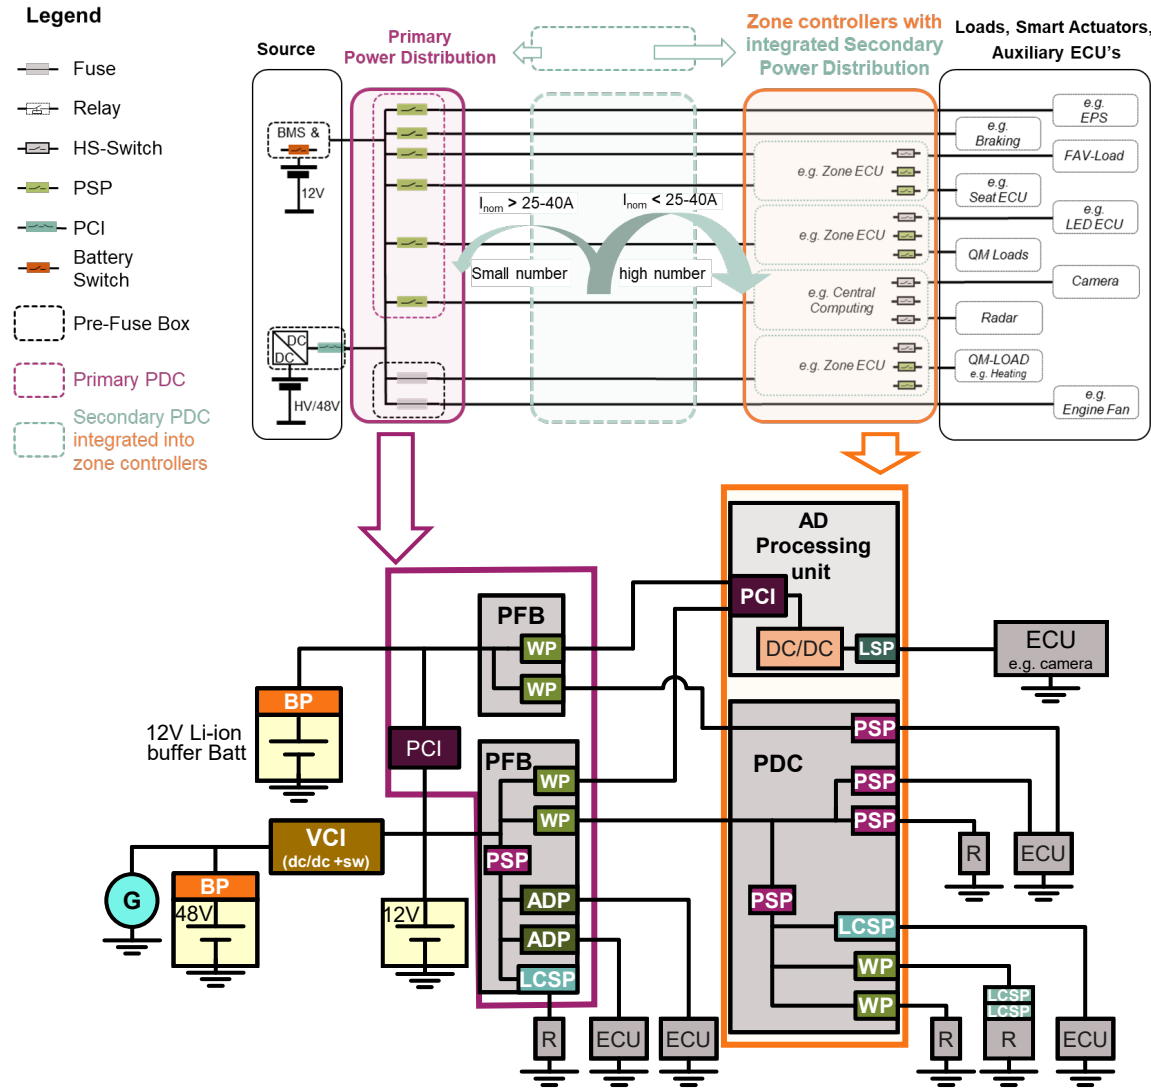 Legend
Fuse
Relay
HS-Switch
PSP
PCI
Battery
Switch
Pre-Fuse Box
Primary PDC
Secondary PDC
integrated into
zone controllers
Source
Primary
Power Distribution
Zone controllers with
integrated Secondary
Power Distribution
Loads, Smart Actuators,
Auxiliary ECU's
BMS &
12V
DC
DC
HV/48V
Inom > 25-40A
Inom < 25-40A
Small number
high number
e.g. Zone ECU
e.g. Zone ECU
e.g. Central
Computing
e.g. Zone ECU
e.g.
EPS
e.g.
Braking
FAV-Load
e.g.
Seat ECU
e.g.
LED ECU
QM Loads
Camera
Radar
QM-LOAD
e.g. Heating
e.g.
Engine Fan
AD
Processing
unit
PCI
DC/DC
LSP
ECU
e.g. camera
PFB
WP
WP
BP
12V Li-ion
buffer Batt
PCI
PFB
WP
WP
PSP
ADP
ADP
LCSP
VCI
(dc/dc +sw)
G
BP
48V
12V
PDC
PSP
PSP
PSP
PSP
LCSP
WP
WP
R
ECU
R
ECU
ECU
R
LCSP
LCSP
R
ECU